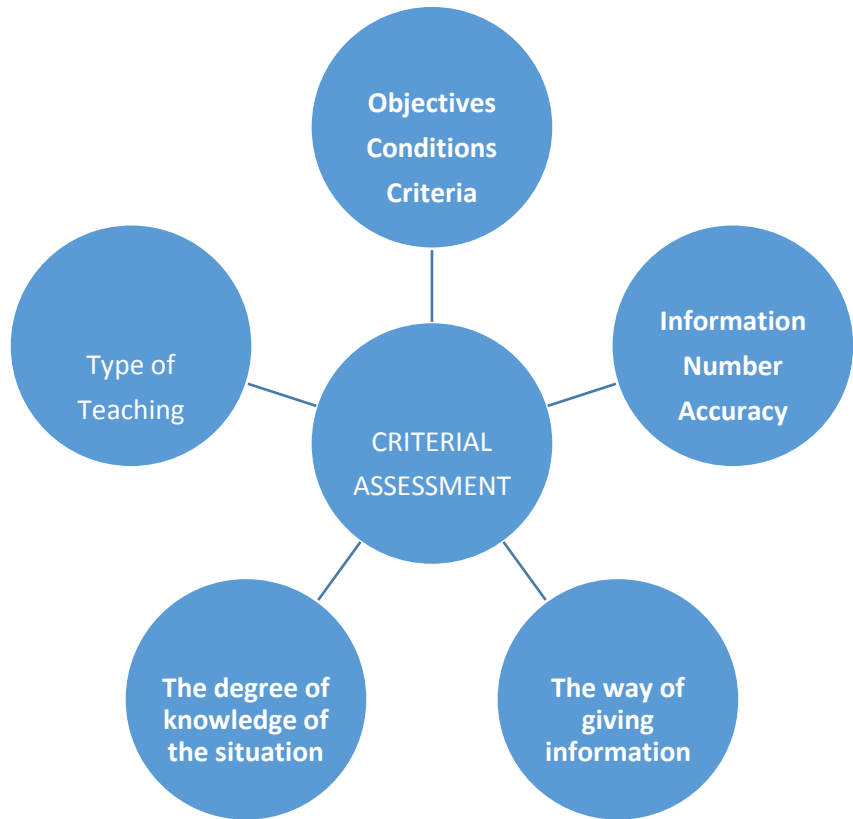 Objectives
Conditions
Criteria
Information
Number
Accuracy
Type of
Teaching
CRITERIAL
ASSESSMENT
The degree of
knowledge of
the situation
The way of
giving
information